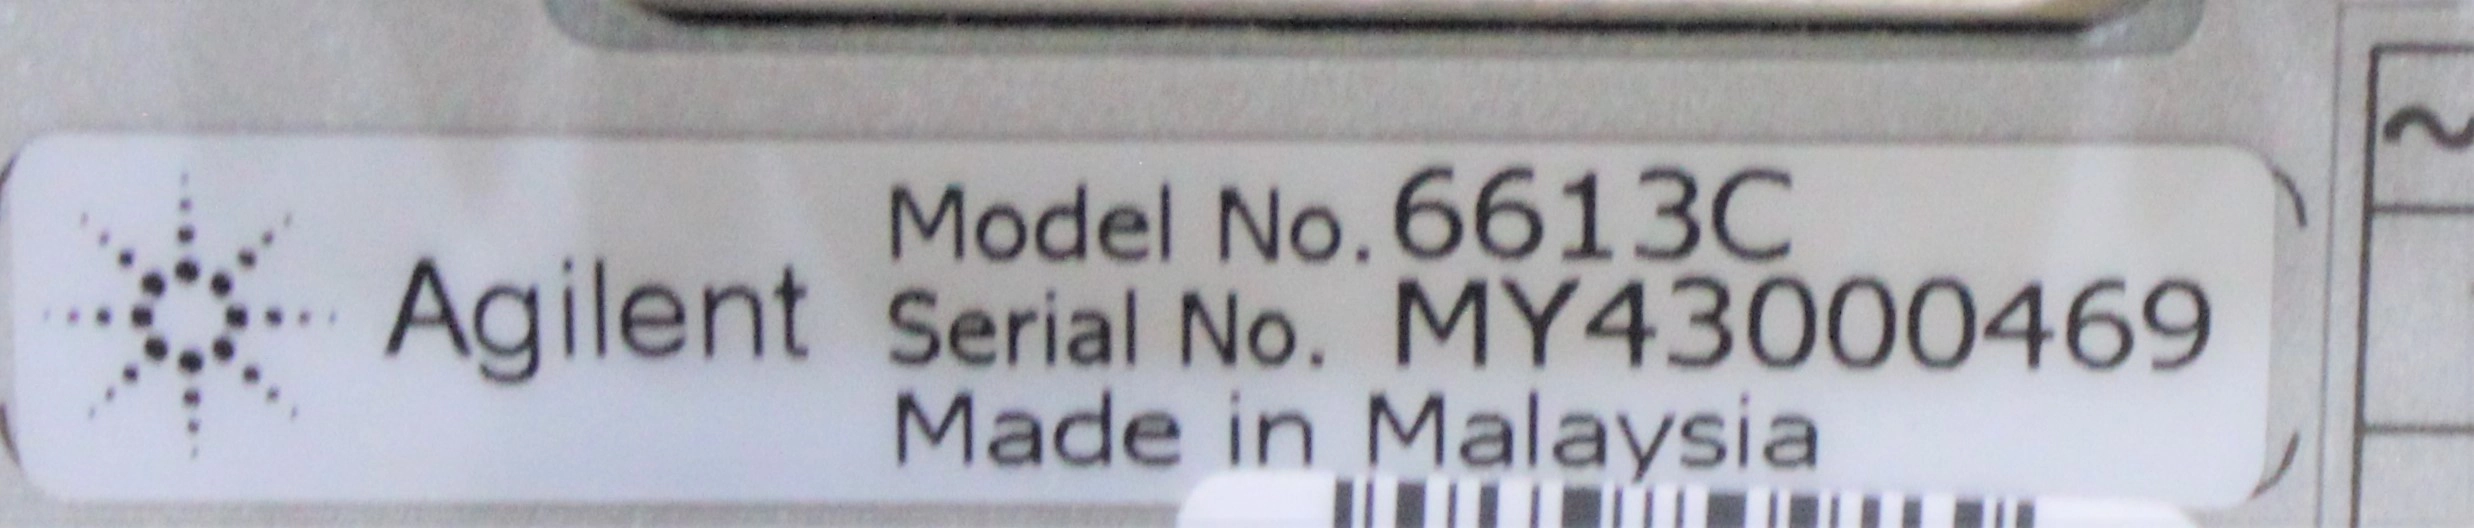 Agilent
Model No. 6613C
Serial No. MY43000469
Made in Malaysia
~